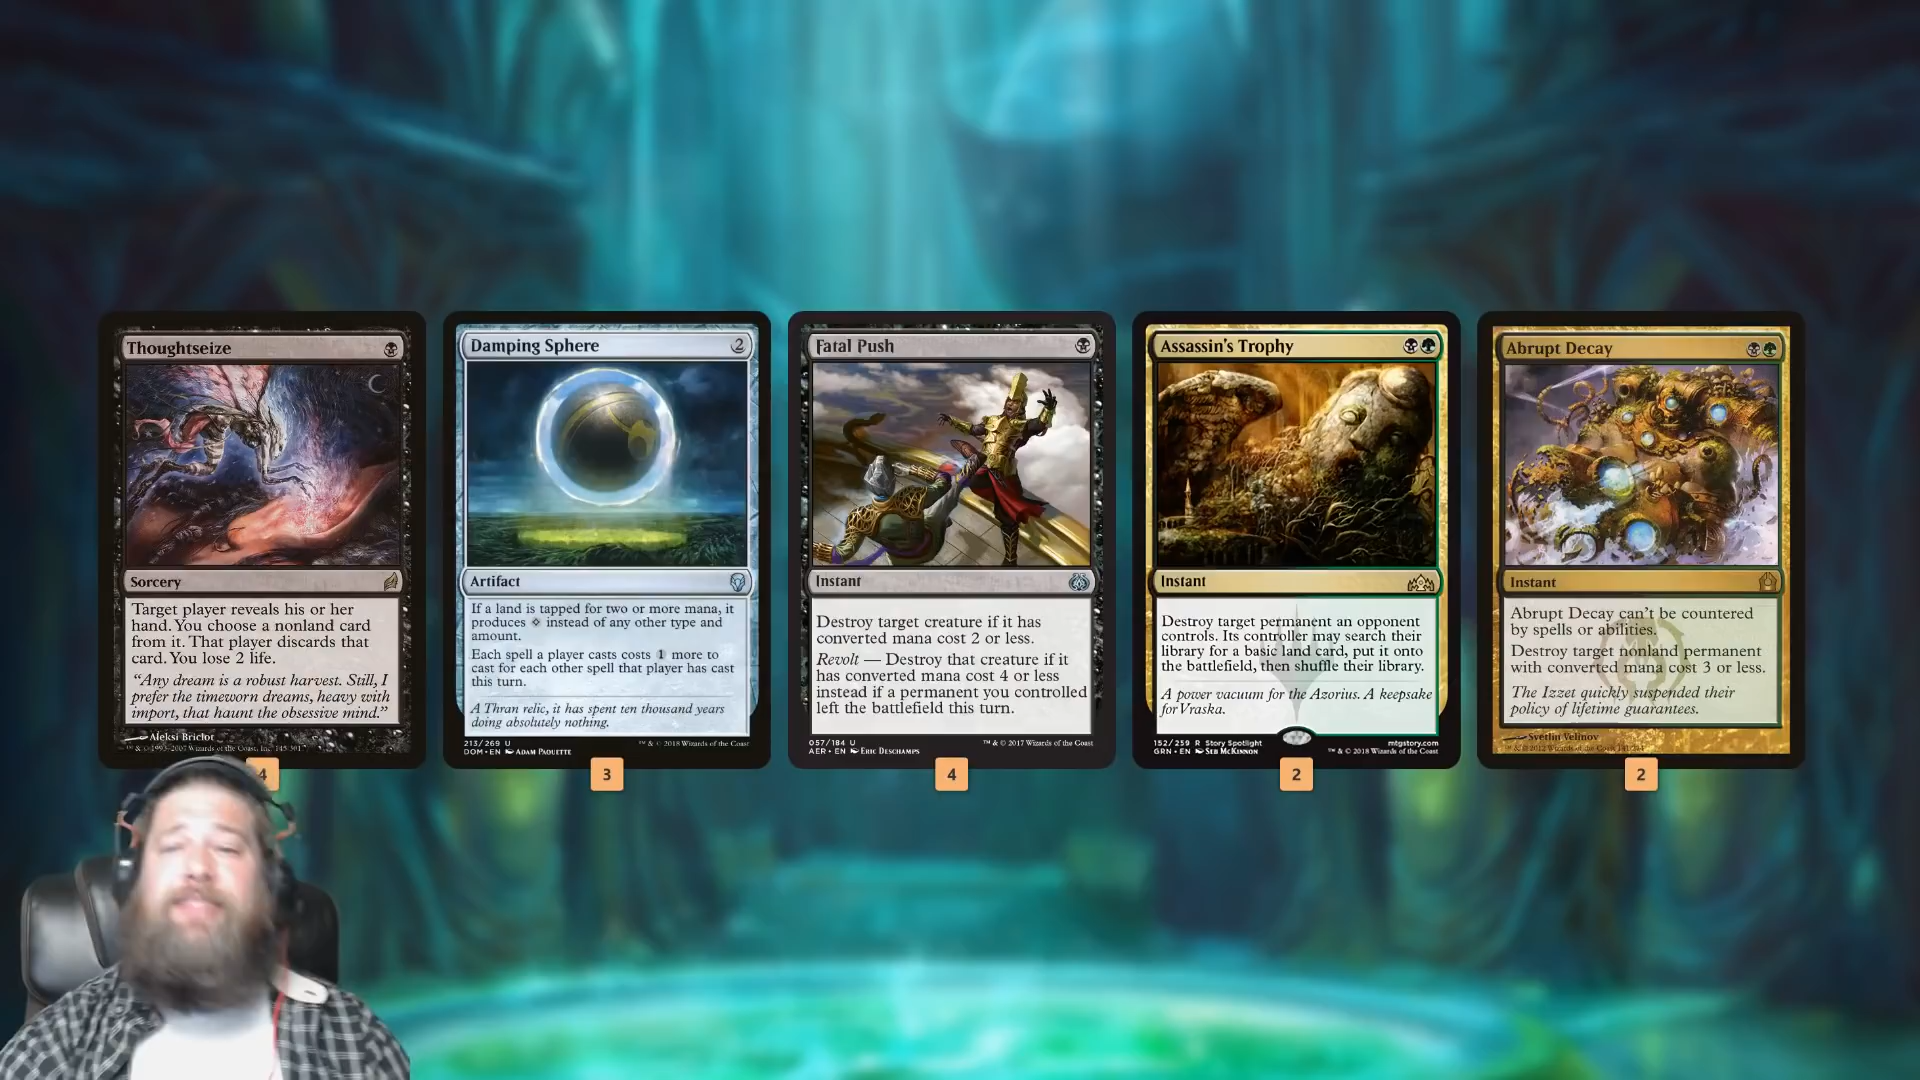 Thoughtseize
Sorcery
Target player reveals his or her
hand. You choose a nonland card
from it. That player discards that
card. You lose 2 life.
“Any dream is a robust harvest. Still, I
prefer the timeworn dreams, heavy with
import, that haunt the obsessive mind.”
Aleksi Briclot
4
Damping Sphere
2
Artifact
If a land is tapped for two or more mana, it
produces instead of any other type and
amount.
Each spell a player casts costs 1 more to
cast for each other spell that player has cast
this turn.
A Thran relic, it has spent ten thousand years
doing absolutely nothing.
213/269 U
DOM • EN Adam Paquette
™ & © 2018 Wizards of the Coast
3
Fatal Push
Instant
Destroy target creature if it has
converted mana cost 2 or less.
Revolt — Destroy that creature if it
has converted mana cost 4 or less
instead if a permanent you controlled
left the battlefield this turn.
057/184 U
AER • EN Eric Deschamps
™ & © 2017 Wizards of the Coast
4
Assassin's Trophy
Instant
Destroy target permanent an opponent
controls. Its controller may search their
library for a basic land card, put it onto
the battlefield, then shuffle their library.
A power vacuum for the Azorius. A keepsake
for Vraska.
152/259 R Story Spotlight
GRN • EN Seb McKinnon
mtgstory.com
™ & © 2018 Wizards of the Coast
2
Abrupt Decay
Instant
Abrupt Decay can't be countered
by spells or abilities.
Destroy target nonland permanent
with converted mana cost 3 or less.
The Izzet quickly suspended their
policy of lifetime guarantees.
Svetlin Velinov
2